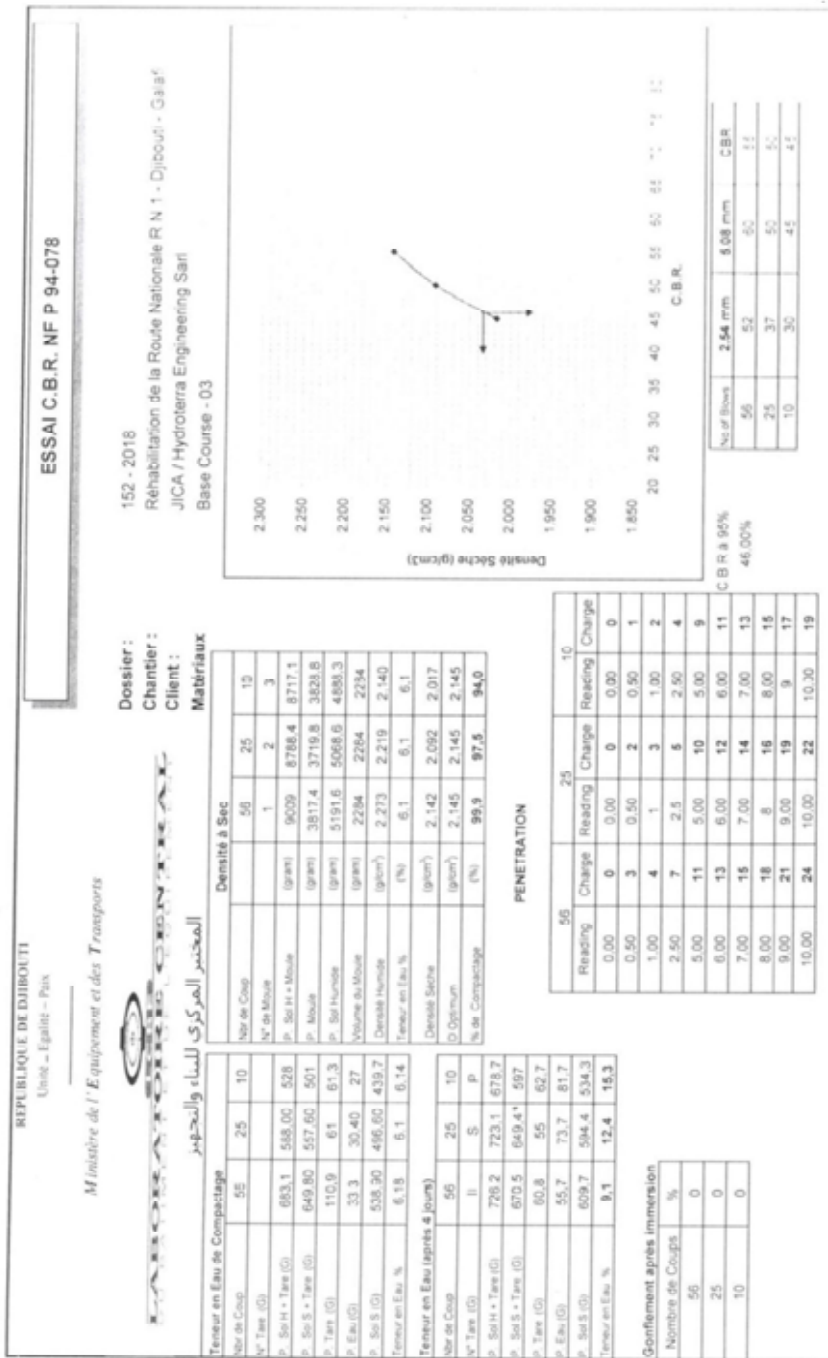 REPUBLIQUE DE DJIBOUTI
Unité – Egalité – Paix
Ministère de l'Equipement et des Transports
LABORATOIRE CENTRAL
المختبر المركزي للبناء والتجهيز
ESSAI C.B.R. NF P 94-078
Dossier : 152 - 2018
Chantier : Réhabilitation de la Route Nationale R N 1 - Djibouti - Galafi
Client : JICA / Hydroterra Engineering Sarl
Matériaux Base Course - 03
Teneur en Eau de Compactage
Nbr de Coup 56 25 10
N° Tare (G)
P. Sol H + Tare (G) 683,1 588,00 528
P. Sol S + Tare (G) 649,80 557,60 501
P. Tare (G) 110,9 61 61,3
P. Eau (G) 33,3 30,40 27
P. Sol S (G) 538,90 496,60 439,7
Teneur en Eau % 6,18 6,1 6,14
Teneur en Eau (après 4 jours)
Nbr de Coup 56 25 10
N° Tare (G) II S P
P. Sol H + Tare (G) 726,2 723,1 678,7
P. Sol S + Tare (G) 670,5 649,41 597
P. Tare (G) 60,8 55 62,7
P. Eau (G) 55,7 73,7 81,7
P. Sol S (G) 609,7 594,4 534,3
Teneur en Eau % 9,1 12,4 15,3
Gonflement après immersion
Nombre de Coups %
56 0
25 0
10 0
Densité à Sec
Nbr de Coup 56 25 10
N° de Moule 1 2 3
P. Sol H + Moule (gram) 9009 8788,4 8717,1
P. Moule (gram) 3817,4 3719,8 3828,8
P. Sol Humide (gram) 5191,6 5068,6 4888,3
Volume du Moule (gram) 2284 2284 2284
Densité Humide (g/cm³) 2,273 2,219 2,140
Teneur en Eau % (%) 6,1 6,1 6,1
Densité Sèche (g/cm³) 2,142 2,092 2,017
D.Optimum (g/cm³) 2,145 2,145 2,145
% de Compactage (%) 99,9 97,5 94,0
PENETRATION
56 25 10
Reading Charge Reading Charge Reading Charge
0,00 0 0,00 0 0,00 0
0,50 3 0,50 2 0,50 1
1,00 4 1 3 1,00 2
2,50 7 2,5 5 2,50 4
5,00 11 5,00 10 5,00 9
6,00 13 6,00 12 6,00 11
7,00 15 7,00 14 7,00 13
8,00 18 8 16 8,00 15
9,00 21 9,00 19 9 17
10,00 24 10,00 22 10,00 19
Densité Sèche (g/cm3)
2.300
2.250
2.200
2.150
2.100
2.050
2.000
1.950
1.900
1.850
20 25 30 35 40 45 50 55 60 65
C.B.R.
C B R à 95%
46.00%
No of Blows 2.54 mm 5.08 mm CBR
56 52 60
25 37 50 50
10 30 45 45